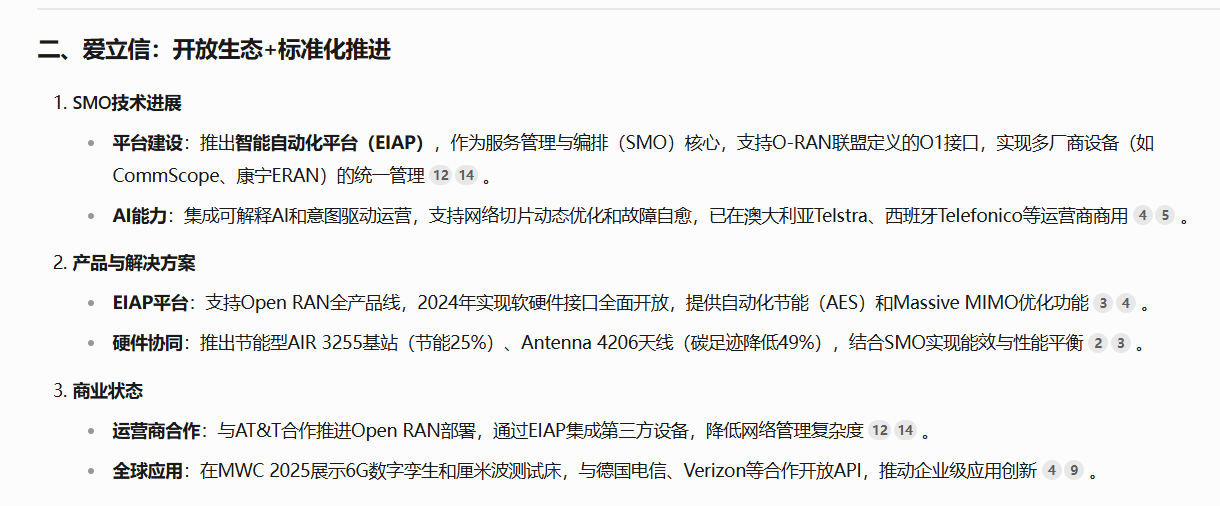 二、爱立信：开放生态+标准化推进
1. SMO技术进展
平台建设：推出智能自动化平台（EIAP），作为服务管理与编排（SMO）核心，支持O-RAN联盟定义的O1接口，实现多厂商设备（如
CommScope、康宁ERAN）的统一管理 12 14 。
AI能力：集成可解释AI和意图驱动运营，支持网络切片动态优化和故障自愈，已在澳大利亚Telstra、西班牙Telefonico等运营商商用 4 5 。
2. 产品与解决方案
EIAP平台：支持Open RAN全产品线，2024年实现软硬件接口全面开放，提供自动化节能（AES）和Massive MIMO优化功能 3 4 。
硬件协同：推出节能型AIR 3255基站（节能25%）、Antenna 4206天线（碳足迹降低49%），结合SMO实现能效与性能平衡 2 3 。
3. 商业状态
运营商合作：与AT&T合作推进Open RAN部署，通过EIAP集成第三方设备，降低网络管理复杂度 12 14 。
全球应用：在MWC 2025展示6G数字孪生和厘米波测试床，与德国电信、Verizon等合作开放API，推动企业级应用创新 4 9 。